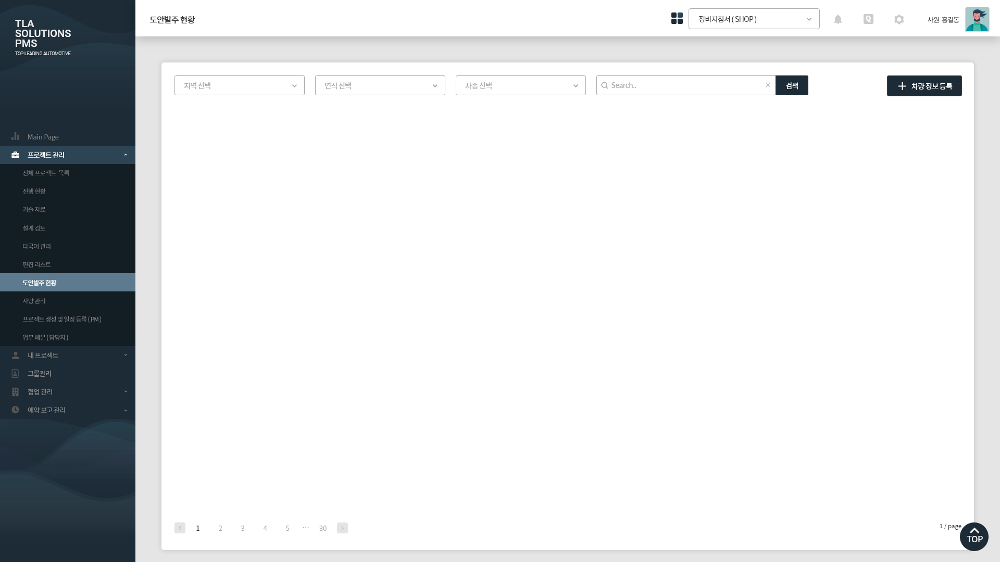 TLA
SOLUTIONS
PMS
TOP LEADING AUTOMOTIVE
도안발주 현황
정비지침서 ( SHOP )
Q
사원 홍길동
지역 선택
연식 선택
차종 선택
Search..
검색
차량 정보 등록
Main Page
프로젝트 관리
전체 프로젝트 목록
진행 현황
기술 자료
설계 검토
다국어 관리
편집 리스트
도안발주 현황
사양 관리
프로젝트 생성 및 일정 등록 ( PM )
업무 배분 ( 담당자 )
내 프로젝트
그룹관리
협업 관리
예약 보고 관리
1 2 3 4 5 ··· 30
1 / page
TOP